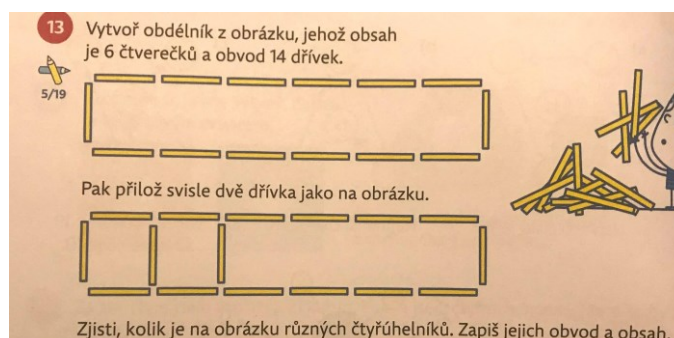 13
Vytvoř obdélník z obrázku, jehož obsah
je 6 čtverečků a obvod 14 dřívek.
5/19
Pak přilož svisle dvě dřívka jako na obrázku.
Zjisti, kolik je na obrázku různých čtyřúhelníků. Zapiš jejich obvod a obsah.